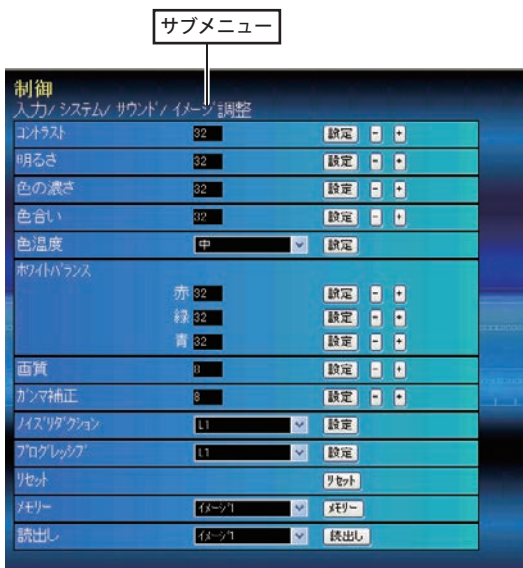 サブメニュー
制御
入力/ システム/ サウンド/ イメージ調整
コントラスト 32 設定 - +
明るさ 32 設定 - +
色の濃さ 32 設定 - +
色合い 32 設定 - +
色温度 中 設定
ホワイトバランス
赤 32 設定 - +
緑 32 設定 - +
青 32 設定 - +
画質 8 設定 - +
ガンマ補正 8 設定 - +
ノイズリダクション L1 設定
プログレッシブ L1 設定
リセット リセット
メモリー イメージ1 メモリー
読出し イメージ1 読出し